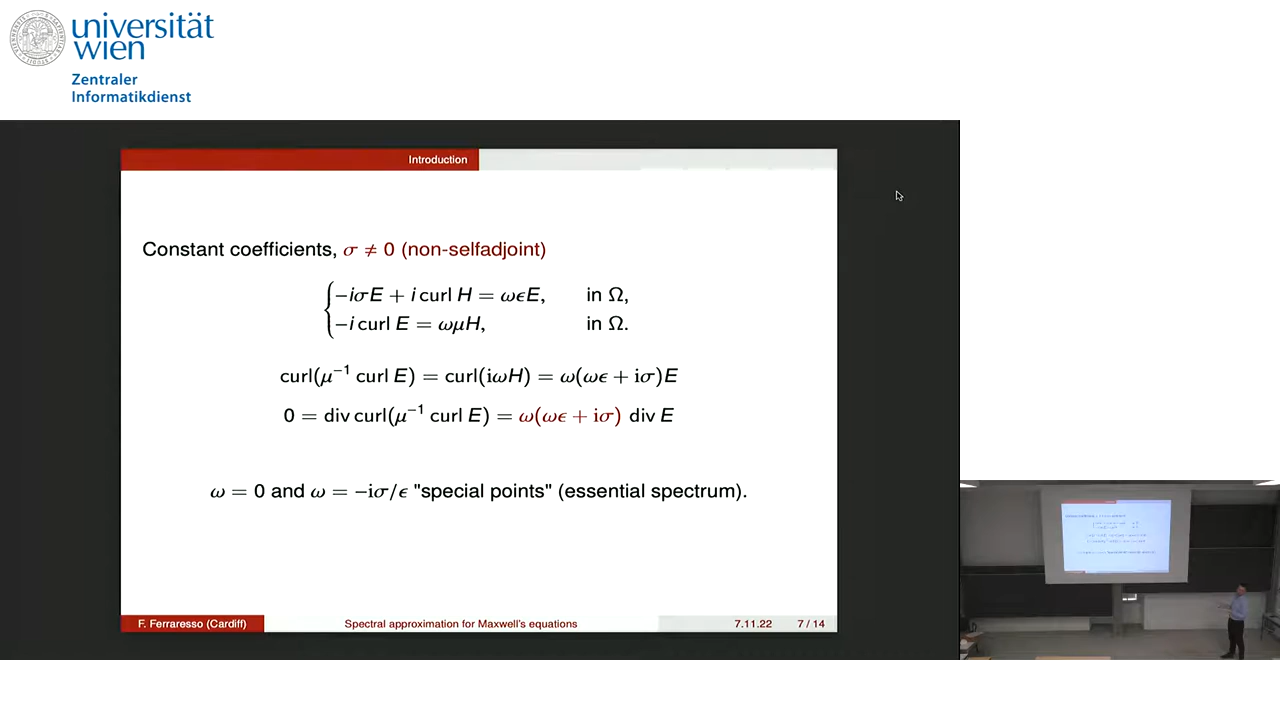 universität
wien
Zentraler
Informatikdienst
Introduction
Constant coefficients, σ ≠ 0 (non-selfadjoint)
−iσE + i curl H = ωϵE, in Ω,
−i curl E = ωμH, in Ω.
curl(μ⁻¹ curl E) = curl(iωH) = ω(ωϵ + iσ)E
0 = div curl(μ⁻¹ curl E) = ω(ωϵ + iσ) div E
ω = 0 and ω = −iσ/ϵ "special points" (essential spectrum).
F. Ferraresso (Cardiff) Spectral approximation for Maxwell's equations 7.11.22 7 / 14